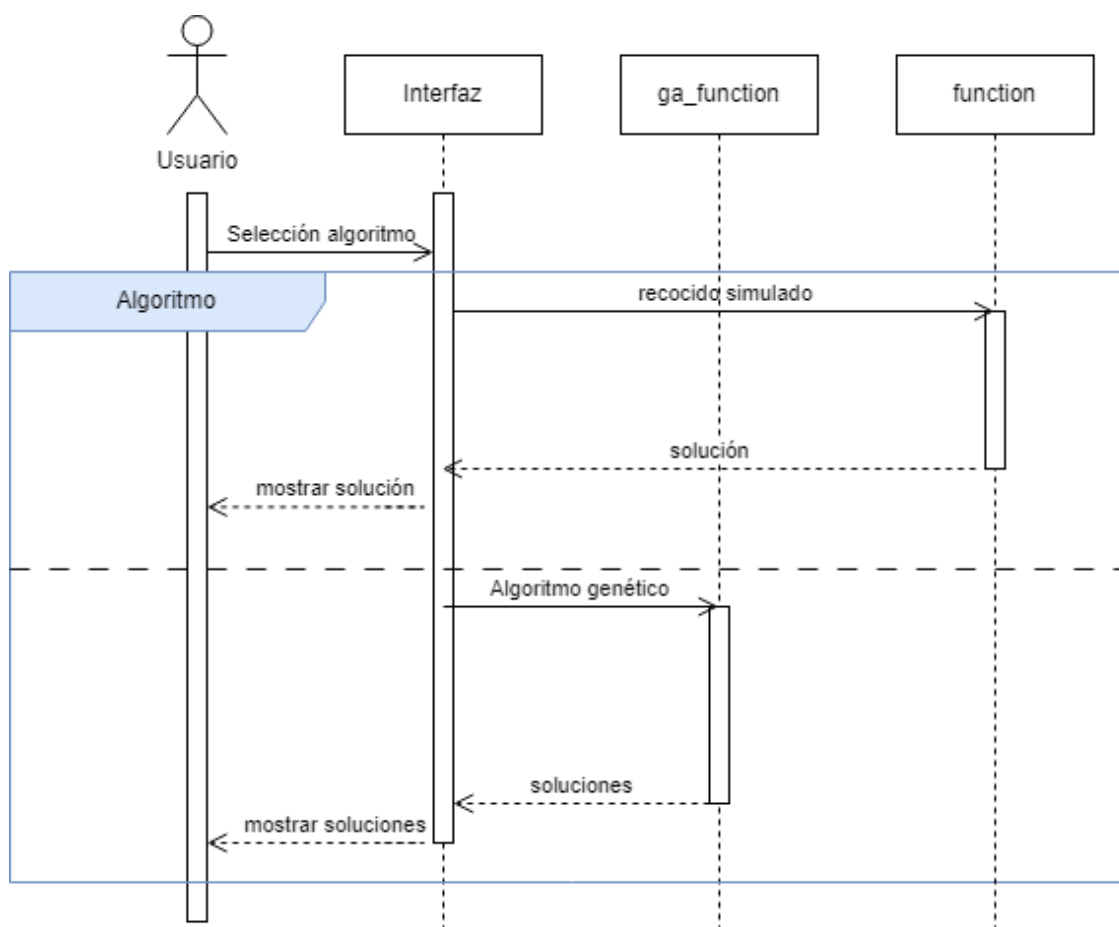 Usuario
Interfaz
ga_function
function
Selección algoritmo
Algoritmo
recocido simulado
solución
mostrar solución
Algoritmo genético
soluciones
mostrar soluciones